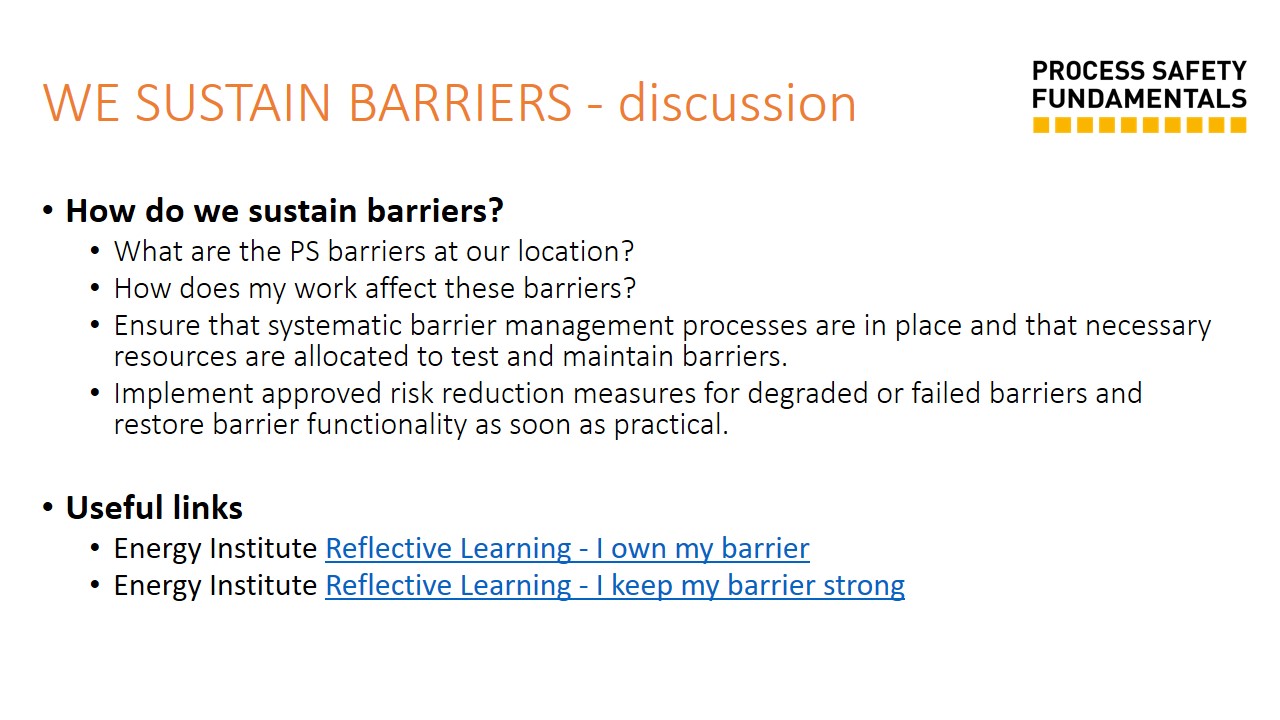 WE SUSTAIN BARRIERS - discussion
PROCESS SAFETY
FUNDAMENTALS
• How do we sustain barriers?
• What are the PS barriers at our location?
• How does my work affect these barriers?
• Ensure that systematic barrier management processes are in place and that necessary
resources are allocated to test and maintain barriers.
• Implement approved risk reduction measures for degraded or failed barriers and
restore barrier functionality as soon as practical.
• Useful links
• Energy Institute Reflective Learning - I own my barrier
• Energy Institute Reflective Learning - I keep my barrier strong